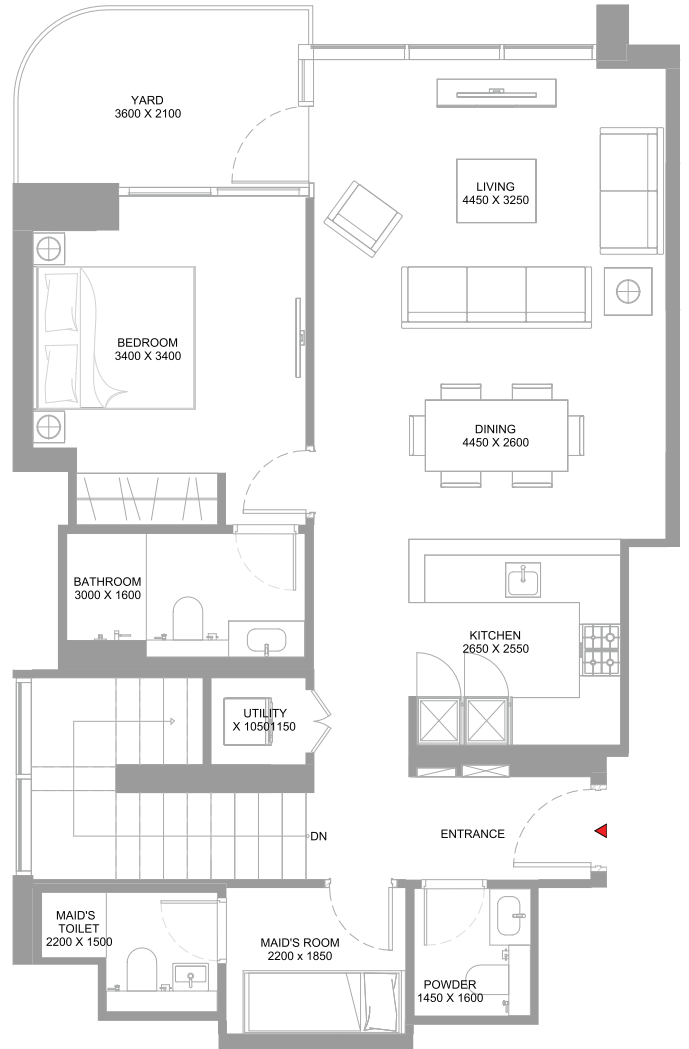 YARD
3600 X 2100
LIVING
4450 X 3250
BEDROOM
3400 X 3400
DINING
4450 X 2600
BATHROOM
3000 X 1600
KITCHEN
2650 X 2550
UTILITY
X 10501150
DN
ENTRANCE
MAID'S
TOILET
2200 X 1500
MAID'S ROOM
2200 x 1850
POWDER
1450 X 1600